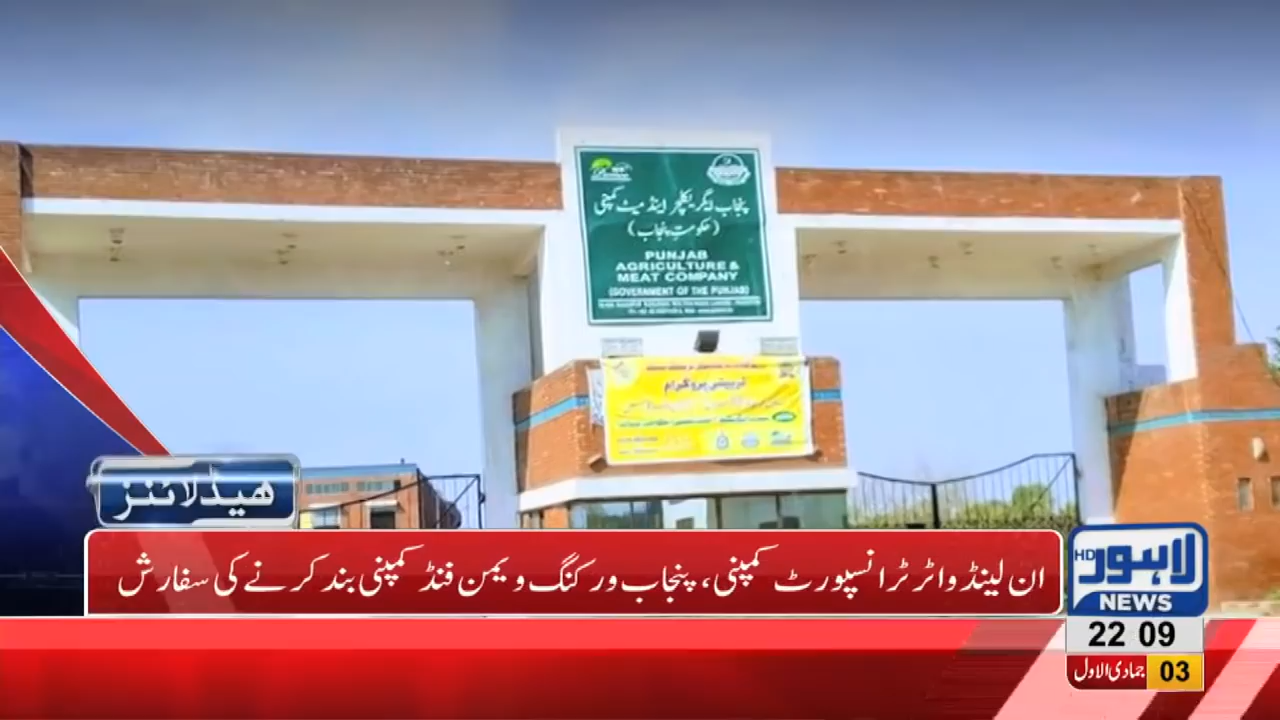 پنجاب ایگریکلچر اینڈ میٹ کمپنی
(حکومتِ پنجاب)
PUNJAB
AGRICULTURE &
MEAT COMPANY
(GOVERNMENT OF THE PUNJAB)
تربیتی پروگرام
ھیڈلائنز
ان لینڈ واٹر ٹرانسپورٹ کمپنی، پنجاب ورکنگ ویمن فنڈ کمپنی بند کرنے کی سفارش
لاہور
HD
NEWS
22 09
جمادی الاول 03